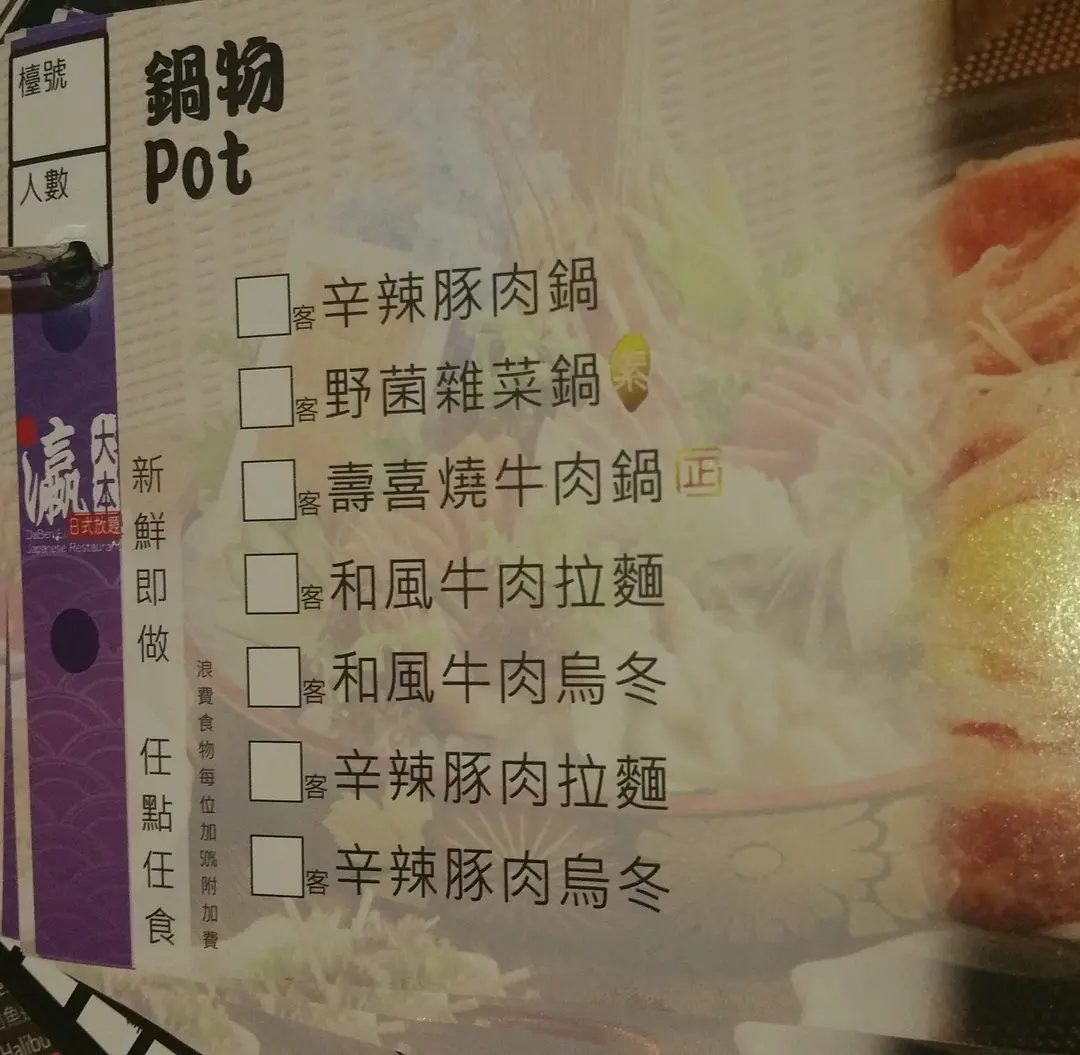 檯號
人數
鍋物
Pot
客 辛辣豚肉鍋
客 野菌雜菜鍋 素
客 壽喜燒牛肉鍋 正
客 和風牛肉拉麵
客 和風牛肉烏冬
客 辛辣豚肉拉麵
客 辛辣豚肉烏冬
新鮮即做 任點任食
浪費食物每位加50%附加費
大本
瀛
日式放題
Japanese Restaurant
Halibu